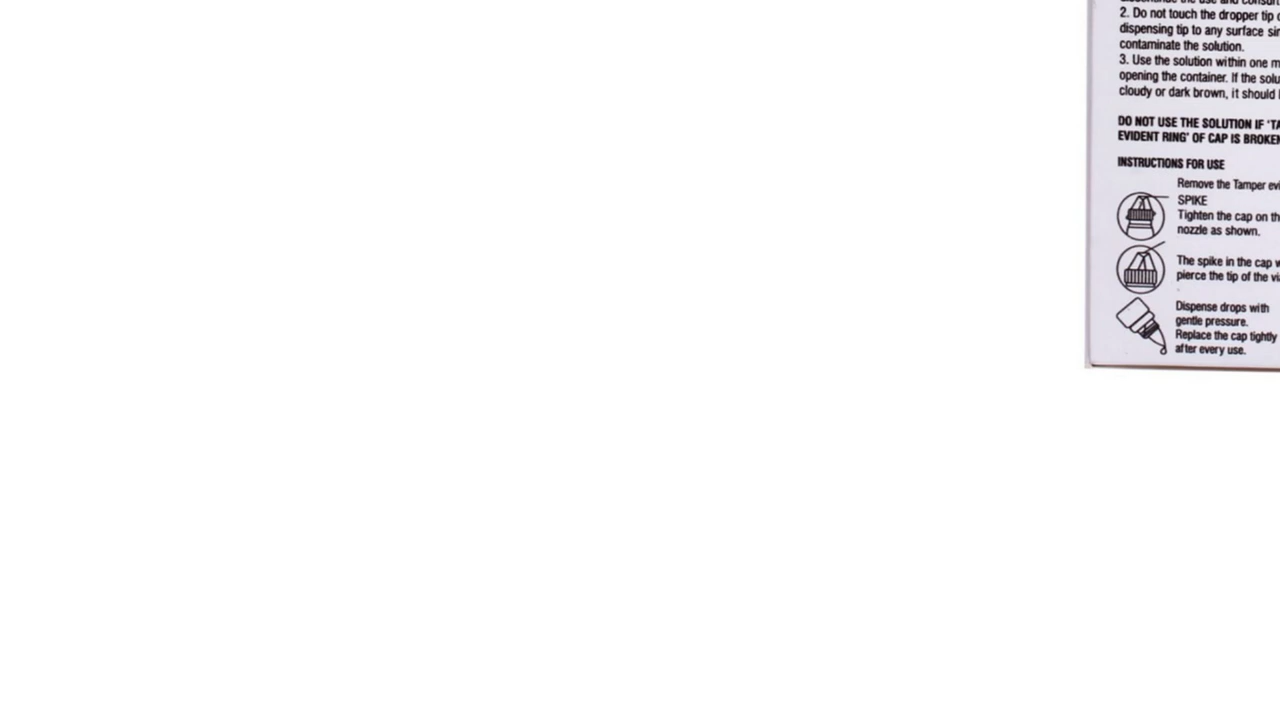 2. Do not touch the dropper tip
dispensing tip to any surface
contaminate the solution.
3. Use the solution within one
opening the container. If the
cloudy or dark brown, it should
DO NOT USE THE SOLUTION IF
EVIDENT RING' OF CAP IS
INSTRUCTIONS FOR USE
Remove the Tamper
SPIKE
Tighten the cap on
nozzle as shown.
The spike in the cap
pierce the tip of the
Dispense drops with
gentle pressure.
Replace the cap tightly
after every use.